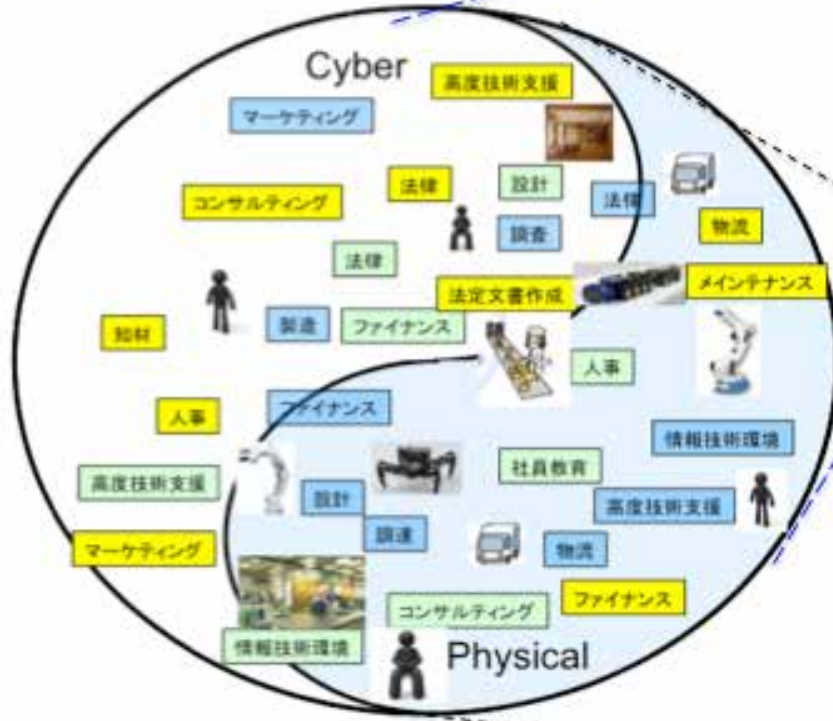 Cyber
高度技術支援
マーケティング
法律
設計
コンサルティング
法律
調査
物流
法律
法定文書作成
メインテナンス
知財
製造
ファイナンス
人事
人事
ファイナンス
情報技術環境
高度技術支援
社員教育
設計
高度技術支援
調達
マーケティング
物流
コンサルティング
ファイナンス
情報技術環境
Physical